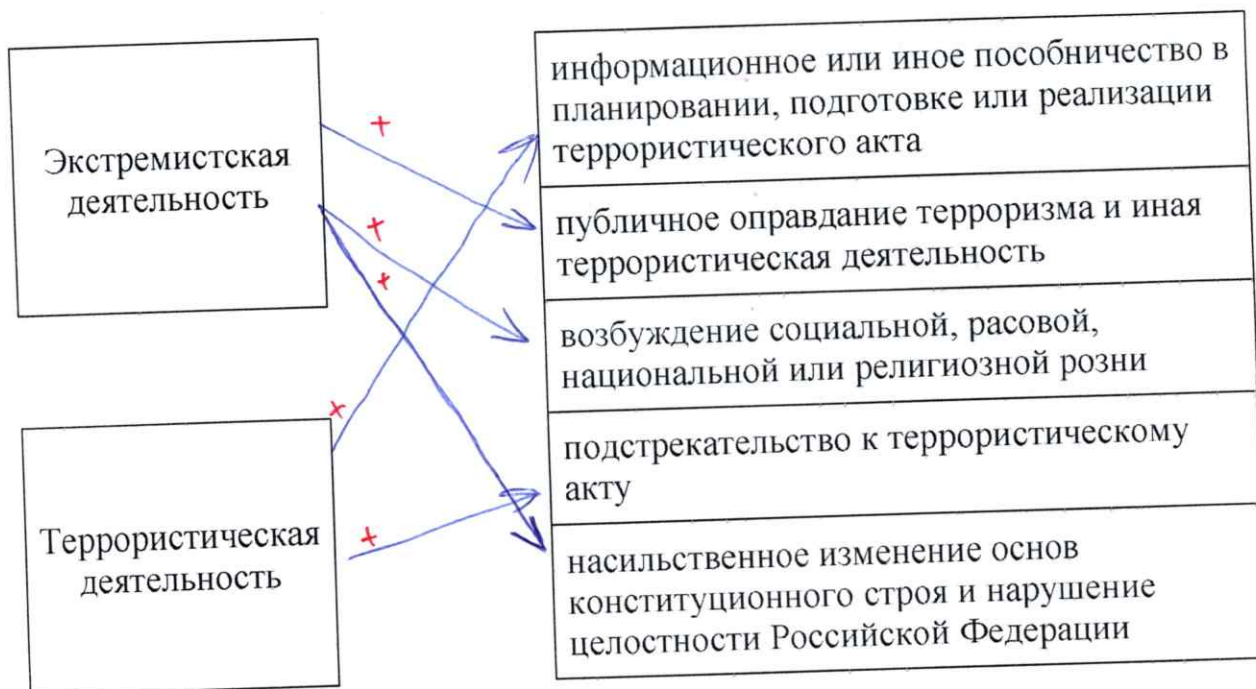 Экстремистская
деятельность
Террористическая
деятельность
информационное или иное пособничество в
планировании, подготовке или реализации
террористического акта
публичное оправдание терроризма и иная
террористическая деятельность
возбуждение социальной, расовой,
национальной или религиозной розни
подстрекательство к террористическому
акту
насильственное изменение основ
конституционного строя и нарушение
целостности Российской Федерации
+
+
+
+
+